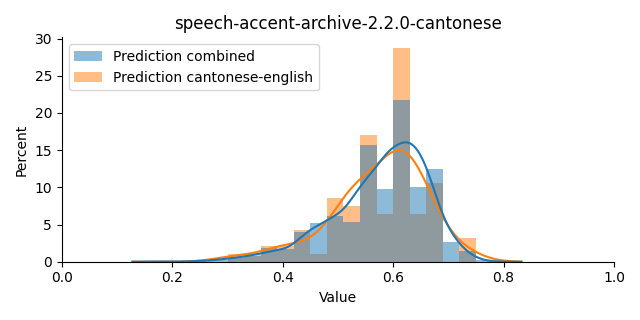 speech-accent-archive-2.2.0-cantonese
Prediction combined
Prediction cantonese-english
Percent
30
25
20
15
10
5
0
0.0 0.2 0.4 0.6 0.8 1.0
Value